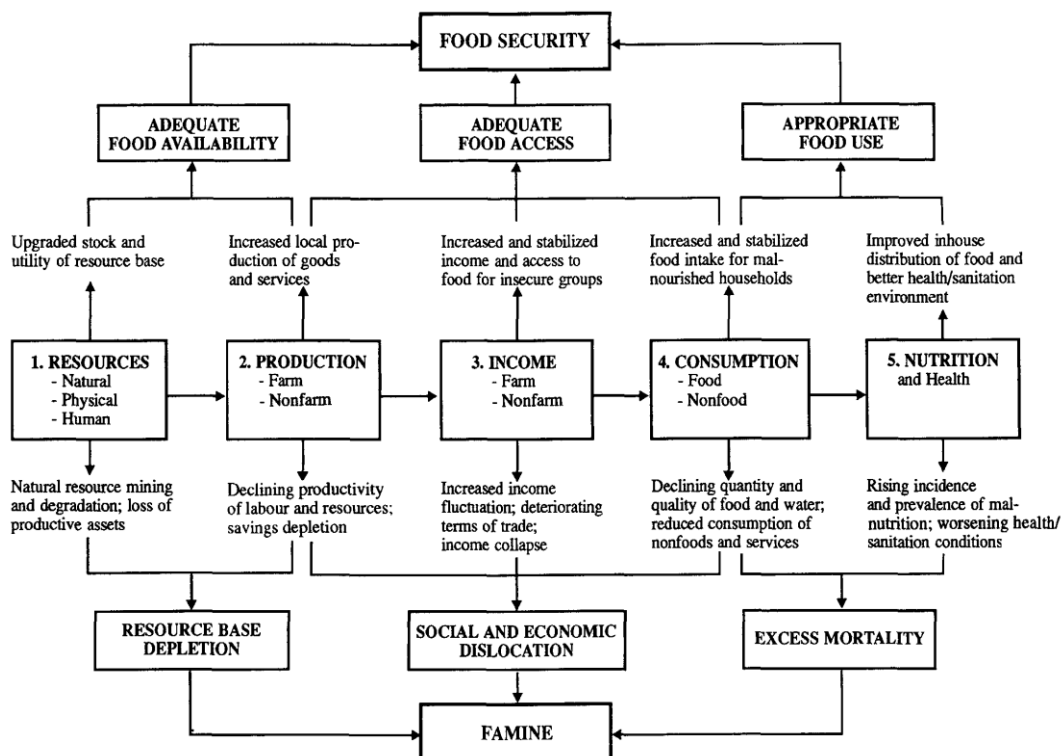 FOOD SECURITY
ADEQUATE
FOOD AVAILABILITY
ADEQUATE
FOOD ACCESS
APPROPRIATE
FOOD USE
Upgraded stock and
utility of resource base
Increased local pro-
duction of goods
and services
Increased and stabilized
income and access to
food for insecure groups
Increased and stabilized
food intake for mal-
nourished households
Improved inhouse
distribution of food and
better health/sanitation
environment
1. RESOURCES
- Natural
- Physical
- Human
2. PRODUCTION
- Farm
- Nonfarm
3. INCOME
- Farm
- Nonfarm
4. CONSUMPTION
- Food
- Nonfood
5. NUTRITION
and Health
Natural resource mining
and degradation; loss of
productive assets
Declining productivity
of labour and resources;
savings depletion
Increased income
fluctuation; deteriorating
terms of trade;
income collapse
Declining quantity and
quality of food and water;
reduced consumption of
nonfoods and services
Rising incidence
and prevalence of mal-
nutrition; worsening health/
sanitation conditions
RESOURCE BASE
DEPLETION
SOCIAL AND ECONOMIC
DISLOCATION
EXCESS MORTALITY
FAMINE